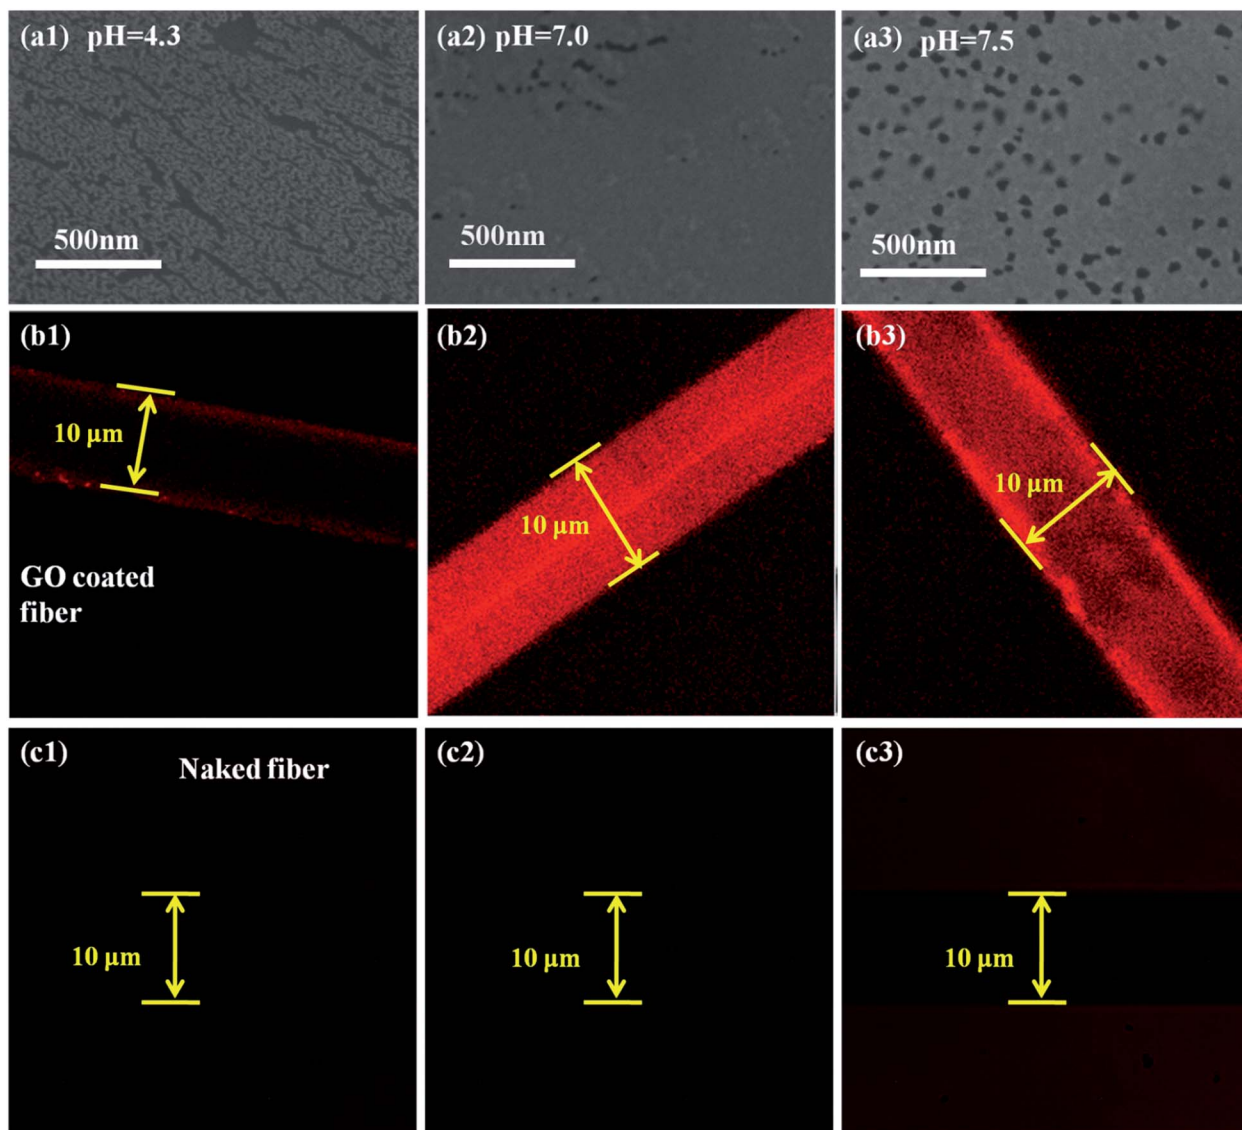 (a1) pH=4.3
(a2) pH=7.0
(a3) pH=7.5
500nm
500nm
500nm
(b1)
(b2)
(b3)
10 µm
10 µm
10 µm
GO coated
fiber
(c1)
(c2)
(c3)
Naked fiber
10 µm
10 µm
10 µm